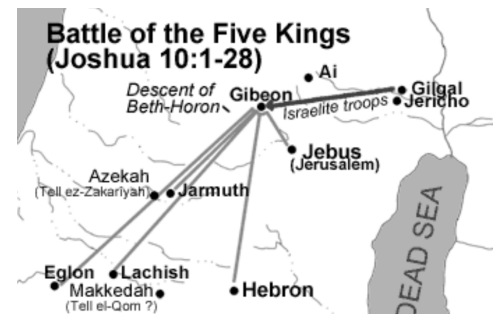 Battle of the Five Kings
(Joshua 10:1-28)
Ai
Descent of
Beth-Horon
Gibeon
Gilgal
Jericho
Israelite troops
Jebus
(Jerusalem)
Azekah
(Tell ez-Zakariyah)
Jarmuth
DEAD SEA
Eglon
Lachish
Makkedah
(Tell el-Qom ?)
Hebron